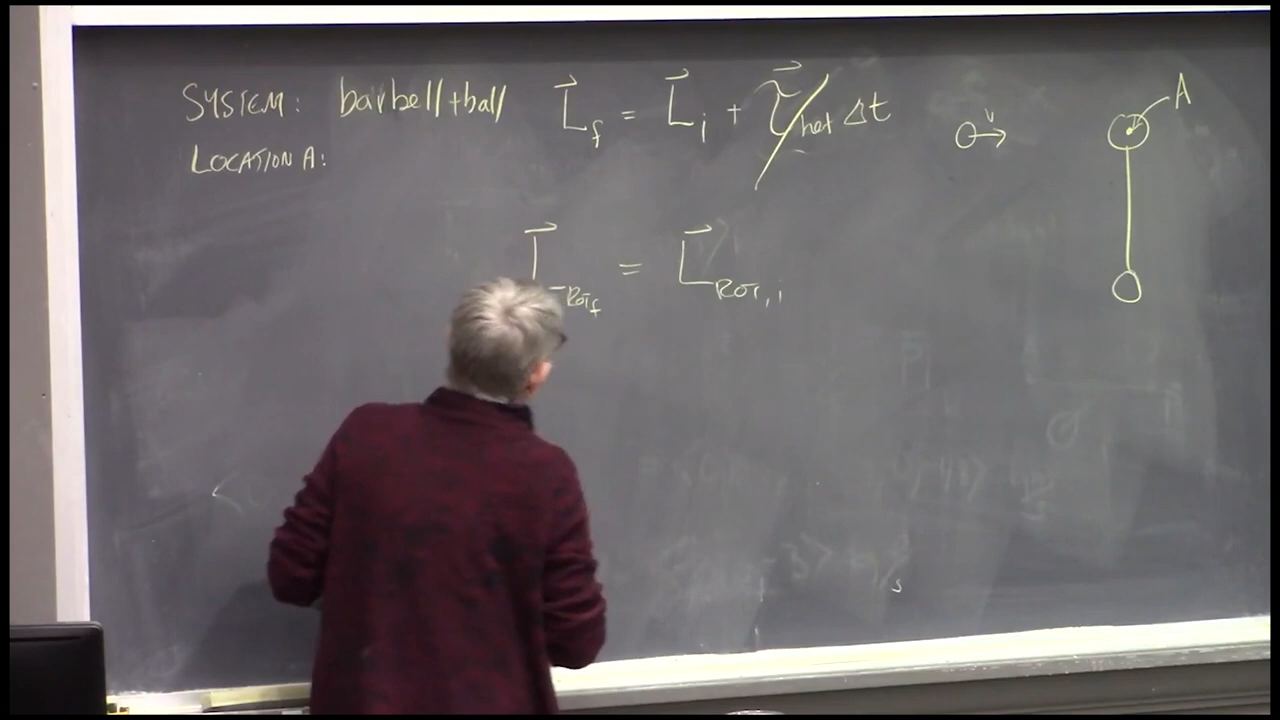 SYSTEM: barbell+ball L⃗f = L⃗i + τ⃗net Δt v A
LOCATION A:
L⃗ROT,f = L⃗ROT,i